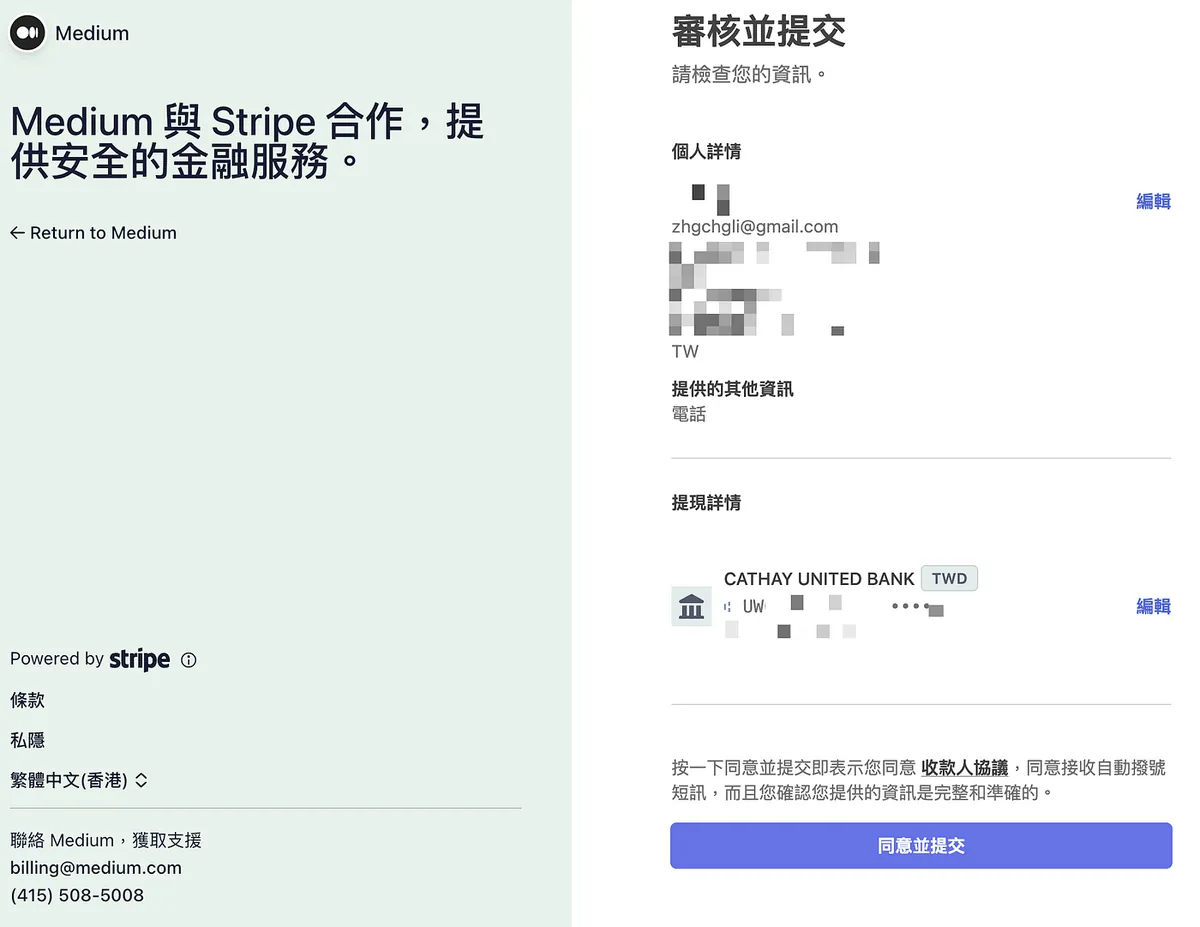 Medium
Medium 與 Stripe 合作，提
供安全的金融服務。
← Return to Medium
Powered by stripe
條款
私隱
繁體中文(香港)
聯絡 Medium，獲取支援
billing@medium.com
(415) 508-5008
審核並提交
請檢查您的資訊。
個人詳情
編輯
zhgchgli@gmail.com
TW
提供的其他資訊
電話
提現詳情
CATHAY UNITED BANK TWD
UW ••••
編輯
按一下同意並提交即表示您同意 收款人協議，同意接收自動撥號
短訊，而且您確認您提供的資訊是完整和準確的。
同意並提交